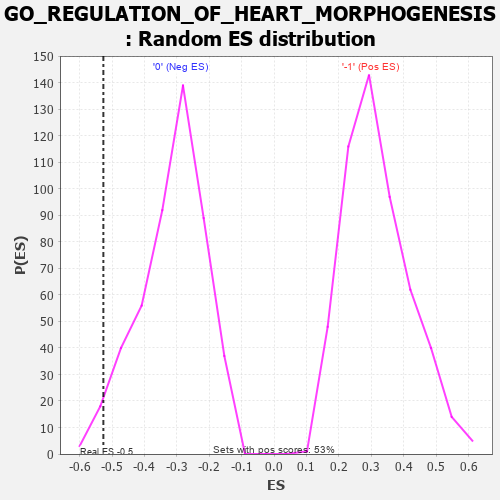 GO_REGULATION_OF_HEART_MORPHOGENESIS
: Random ES distribution
'0' (Neg ES)
'-1' (Pos ES)
P(ES)
150
140
130
120
110
100
90
80
70
60
50
40
30
20
10
0
Real ES -0.5
Sets with pos scores: 53%
-0.6 -0.5 -0.4 -0.3 -0.2 -0.1 0.0 0.1 0.2 0.3 0.4 0.5 0.6
ES